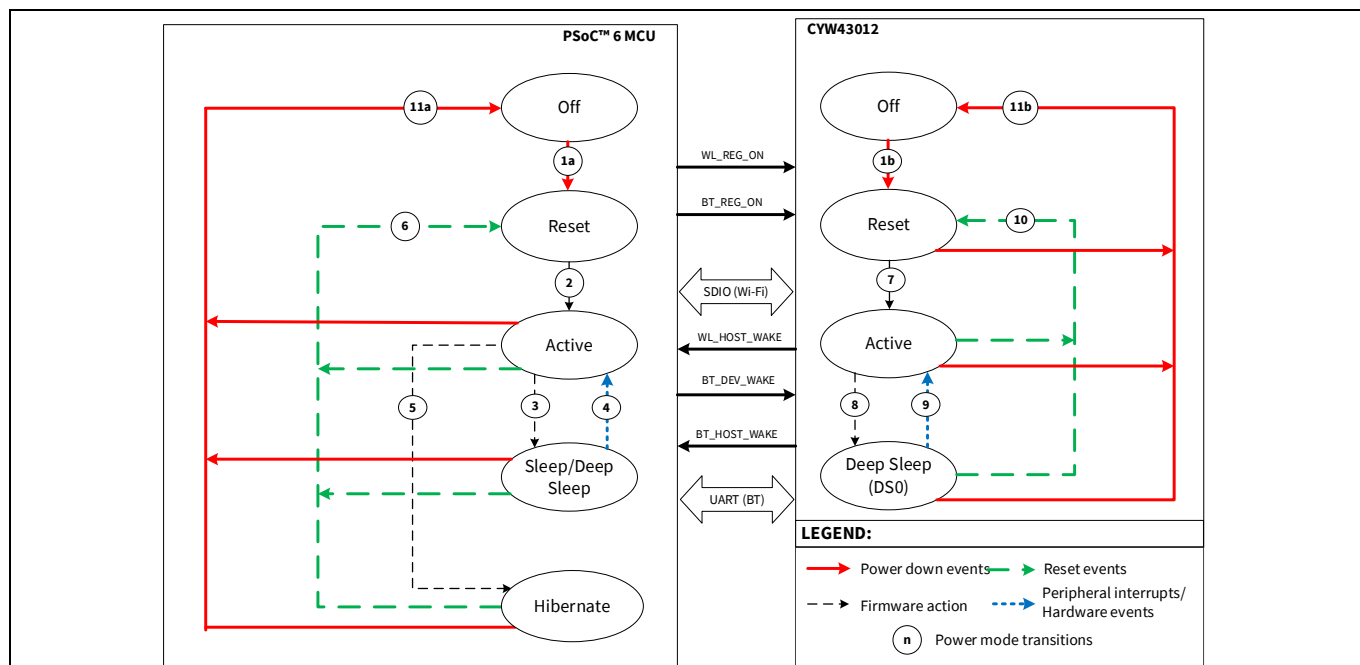 PSoC™ 6 MCU
CYW43012
11a
Off
1a
Reset
6
2
Active
5
3
4
Sleep/Deep
Sleep
Hibernate
WL_REG_ON
BT_REG_ON
SDIO (Wi-Fi)
WL_HOST_WAKE
BT_DEV_WAKE
BT_HOST_WAKE
UART (BT)
Off
11b
1b
Reset
10
7
Active
8
9
Deep Sleep
(DS0)
LEGEND:
Power down events
Reset events
Firmware action
Peripheral interrupts/
Hardware events
n
Power mode transitions